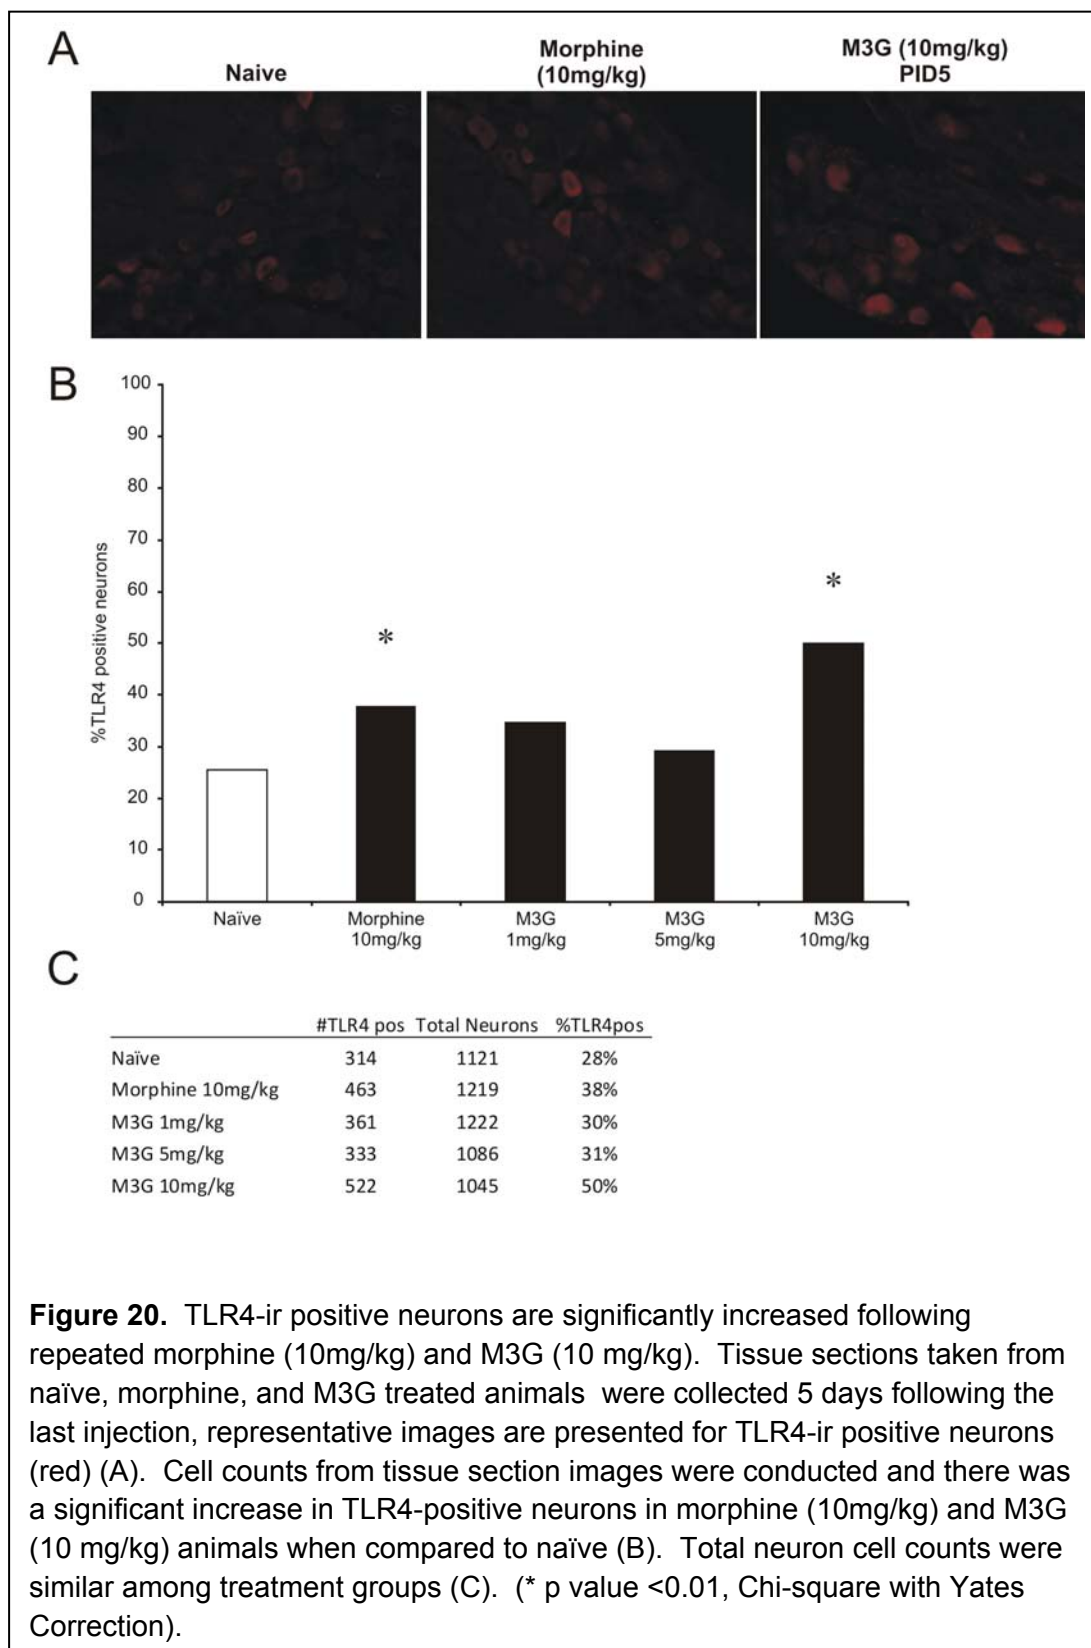 A
Naive
Morphine
(10mg/kg)
M3G (10mg/kg)
PID5
B
%TLR4 positive neurons
100
90
80
70
60
50
40
30
20
10
0
*
*
Naïve
Morphine
10mg/kg
M3G
1mg/kg
M3G
5mg/kg
M3G
10mg/kg
C
#TLR4 pos Total Neurons %TLR4pos
Naïve 314 1121 28%
Morphine 10mg/kg 463 1219 38%
M3G 1mg/kg 361 1222 30%
M3G 5mg/kg 333 1086 31%
M3G 10mg/kg 522 1045 50%
Figure 20. TLR4-ir positive neurons are significantly increased following
repeated morphine (10mg/kg) and M3G (10 mg/kg). Tissue sections taken from
naïve, morphine, and M3G treated animals were collected 5 days following the
last injection, representative images are presented for TLR4-ir positive neurons
(red) (A). Cell counts from tissue section images were conducted and there was
a significant increase in TLR4-positive neurons in morphine (10mg/kg) and M3G
(10 mg/kg) animals when compared to naïve (B). Total neuron cell counts were
similar among treatment groups (C). (* p value <0.01, Chi-square with Yates
Correction).